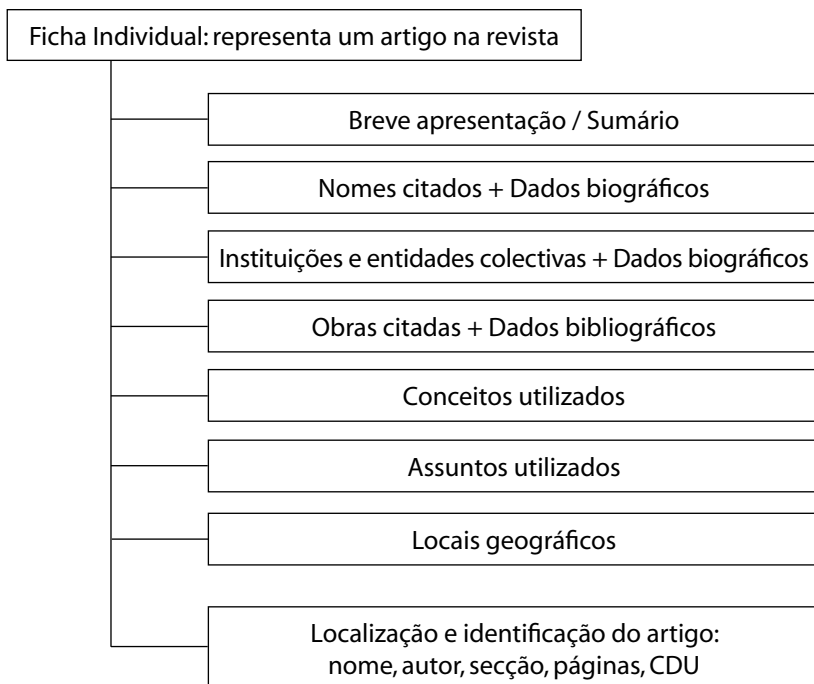 Ficha Individual: representa um artigo na revista
Breve apresentação / Sumário
Nomes citados + Dados biográficos
Instituições e entidades colectivas + Dados biográficos
Obras citadas + Dados bibliográficos
Conceitos utilizados
Assuntos utilizados
Locais geográficos
Localização e identificação do artigo:
nome, autor, secção, páginas, CDU